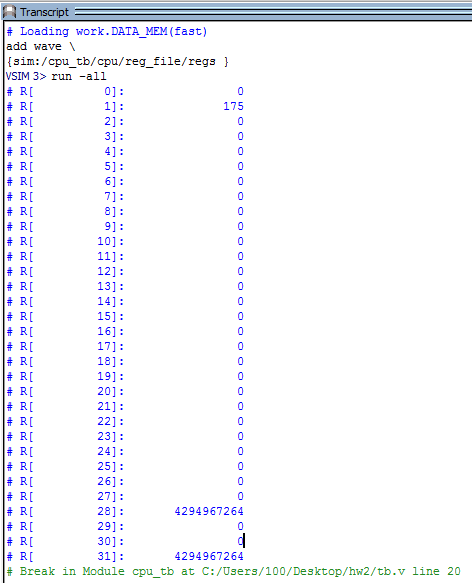 Transcript
# Loading work.DATA_MEM(fast)
add wave \
{sim:/cpu_tb/cpu/reg_file/regs }
VSIM 3> run -all
# R[          0]:          0
# R[          1]:        175
# R[          2]:          0
# R[          3]:          0
# R[          4]:          0
# R[          5]:          0
# R[          6]:          0
# R[          7]:          0
# R[          8]:          0
# R[          9]:          0
# R[         10]:          0
# R[         11]:          0
# R[         12]:          0
# R[         13]:          0
# R[         14]:          0
# R[         15]:          0
# R[         16]:          0
# R[         17]:          0
# R[         18]:          0
# R[         19]:          0
# R[         20]:          0
# R[         21]:          0
# R[         22]:          0
# R[         23]:          0
# R[         24]:          0
# R[         25]:          0
# R[         26]:          0
# R[         27]:          0
# R[         28]: 4294967264
# R[         29]:          0
# R[         30]:          0
# R[         31]: 4294967264
# Break in Module cpu_tb at C:/Users/100/Desktop/hw2/tb.v line 20